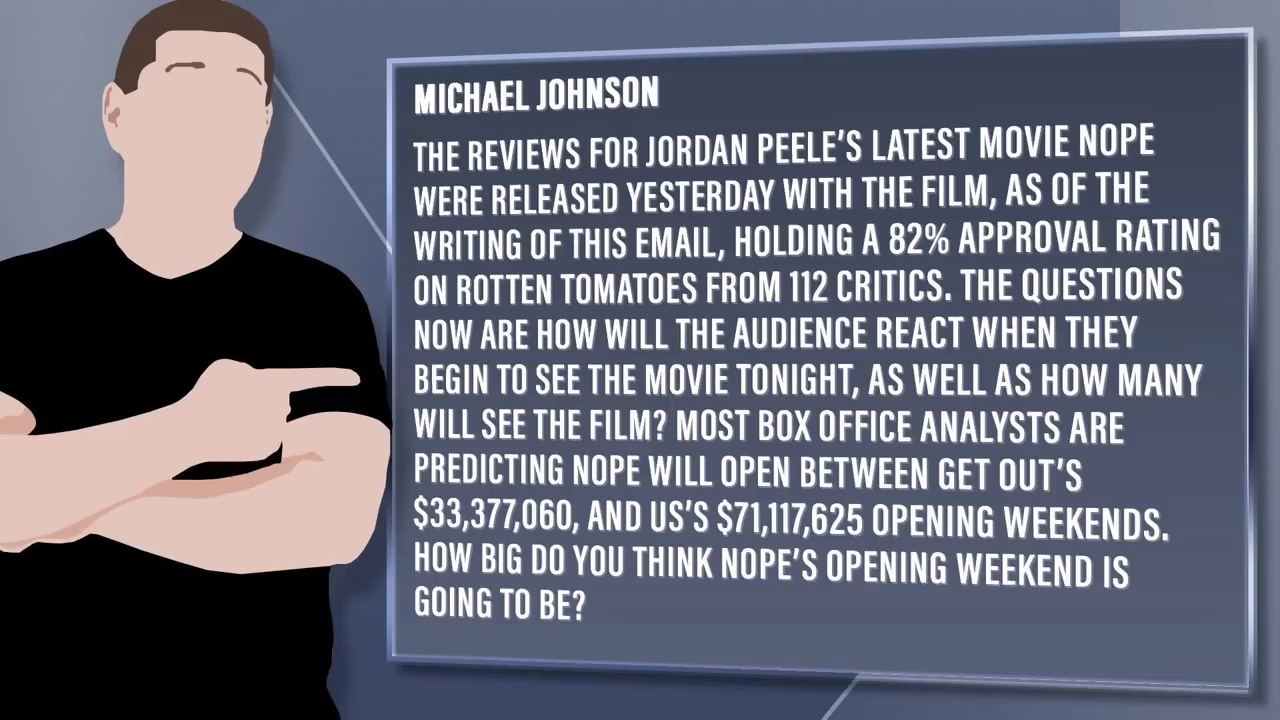 MICHAEL JOHNSON
THE REVIEWS FOR JORDAN PEELE'S LATEST MOVIE NOPE
WERE RELEASED YESTERDAY WITH THE FILM, AS OF THE
WRITING OF THIS EMAIL, HOLDING A 82% APPROVAL RATING
ON ROTTEN TOMATOES FROM 112 CRITICS. THE QUESTIONS
NOW ARE HOW WILL THE AUDIENCE REACT WHEN THEY
BEGIN TO SEE THE MOVIE TONIGHT, AS WELL AS HOW MANY
WILL SEE THE FILM? MOST BOX OFFICE ANALYSTS ARE
PREDICTING NOPE WILL OPEN BETWEEN GET OUT'S
$33,377,060, AND US'S $71,117,625 OPENING WEEKENDS.
HOW BIG DO YOU THINK NOPE'S OPENING WEEKEND IS
GOING TO BE?